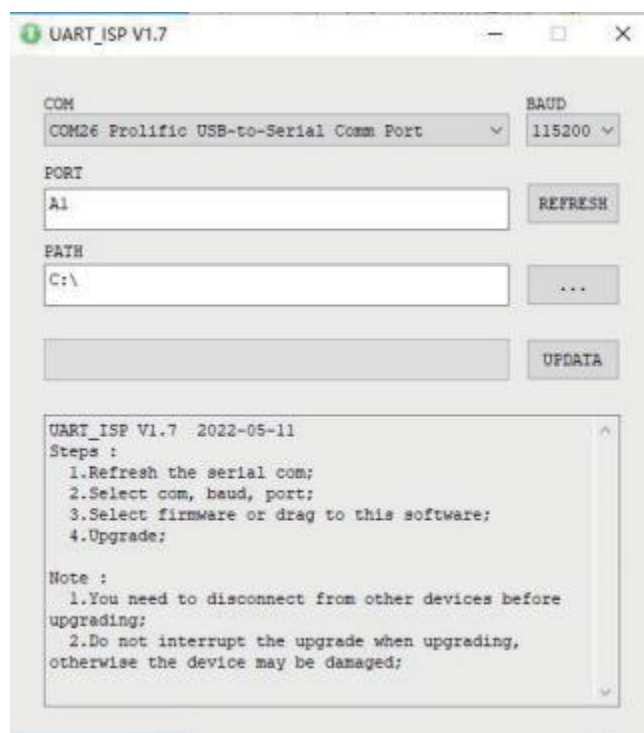 UART_ISP V1.7
COM
BAUD
COM26 Prolific USB-to-Serial Comm Port
115200
PORT
A1
REFRESH
PATH
C:\
...
UPDATA
UART_ISP V1.7  2022-05-11
Steps :
1.Refresh the serial com;
2.Select com, baud, port;
3.Select firmware or drag to this software;
4.Upgrade;
Note :
1.You need to disconnect from other devices before
upgrading;
2.Do not interrupt the upgrade when upgrading,
otherwise the device may be damaged;